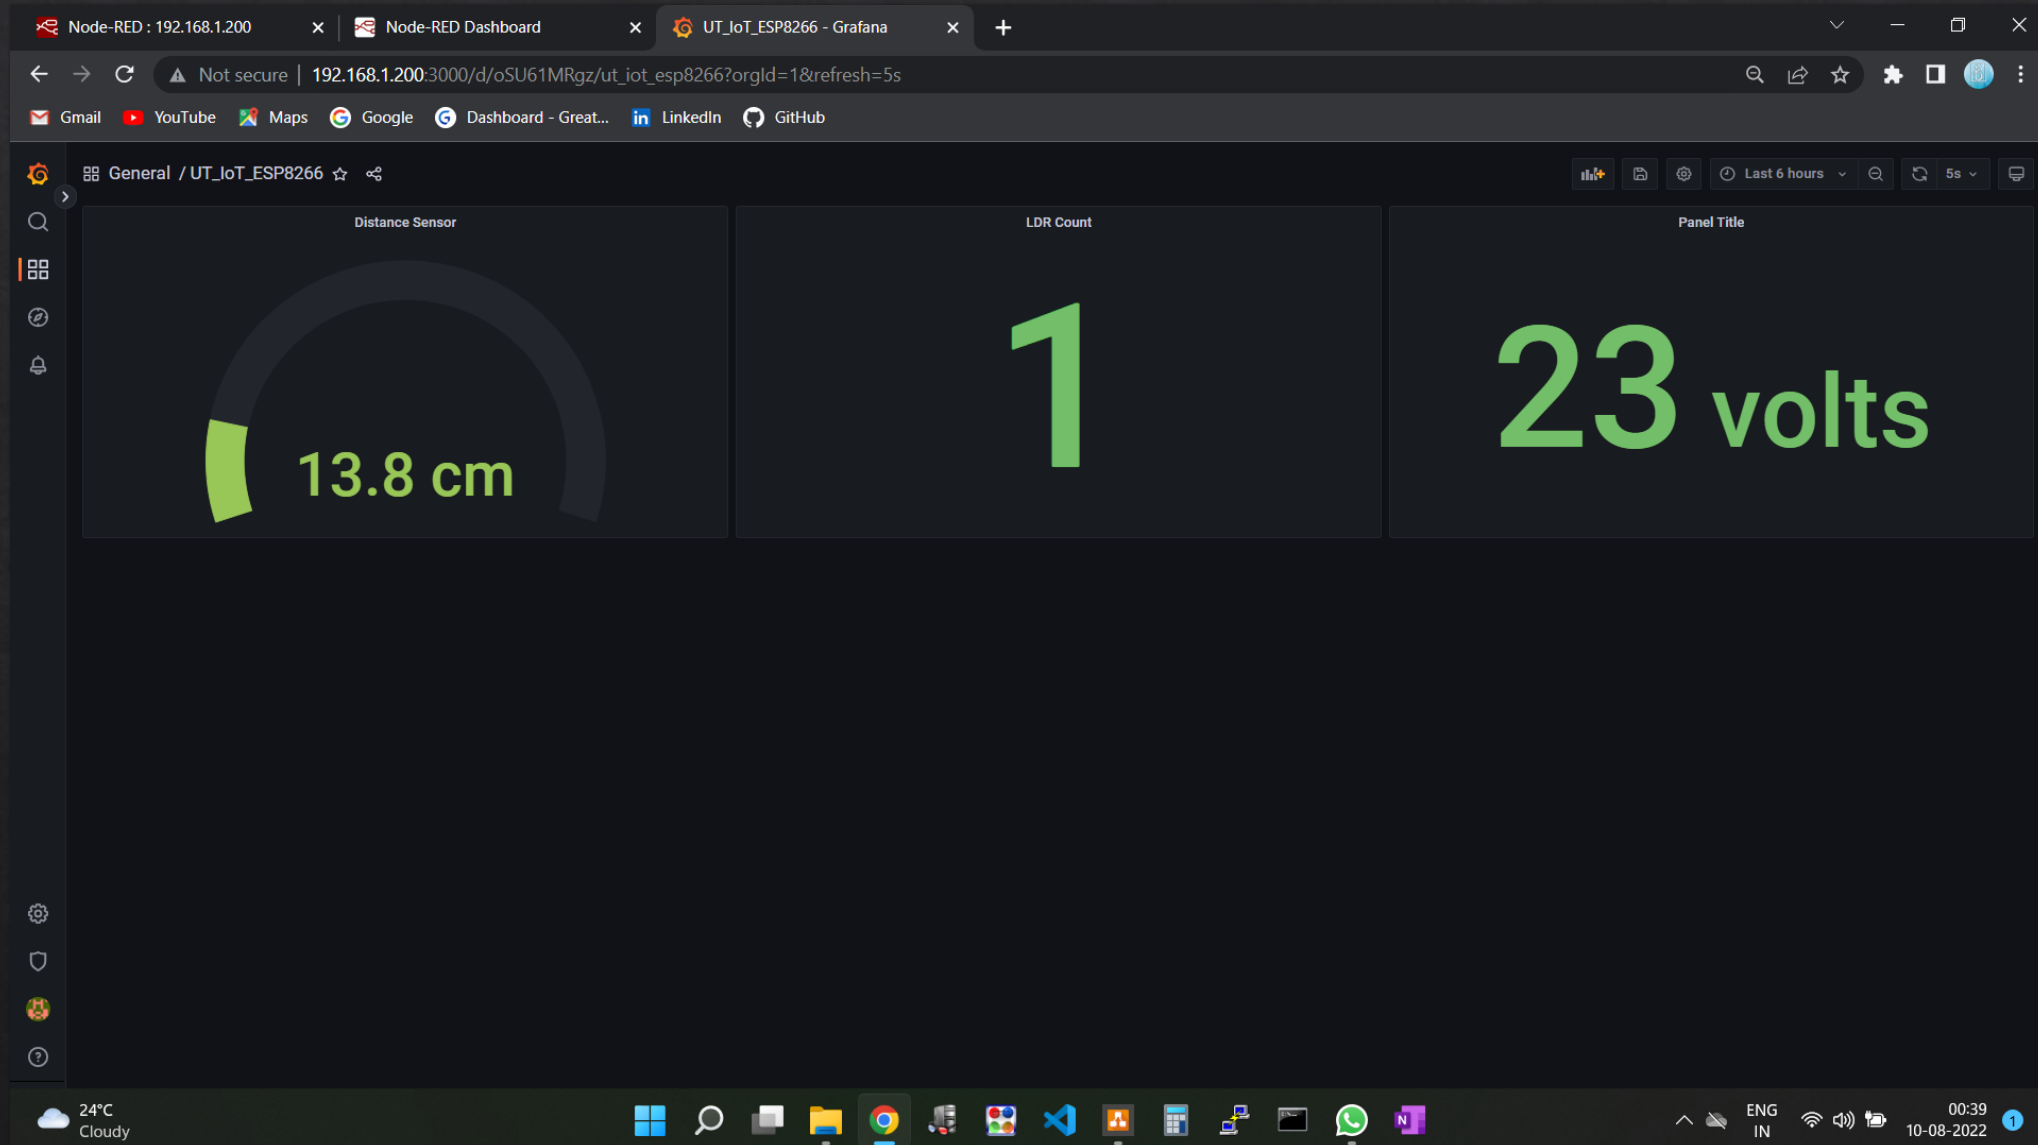 Node-RED : 192.168.1.200
Node-RED Dashboard
UT_IoT_ESP8266 - Grafana
Not secure | 192.168.1.200:3000/d/oSU61MRgz/ut_iot_esp8266?orgId=1&refresh=5s
Gmail YouTube Maps Google Dashboard - Great... LinkedIn GitHub
General / UT_IoT_ESP8266
Last 6 hours
5s
Distance Sensor
13.8 cm
LDR Count
1
Panel Title
23 volts
24°C
Cloudy
ENG
IN
00:39
10-08-2022
1